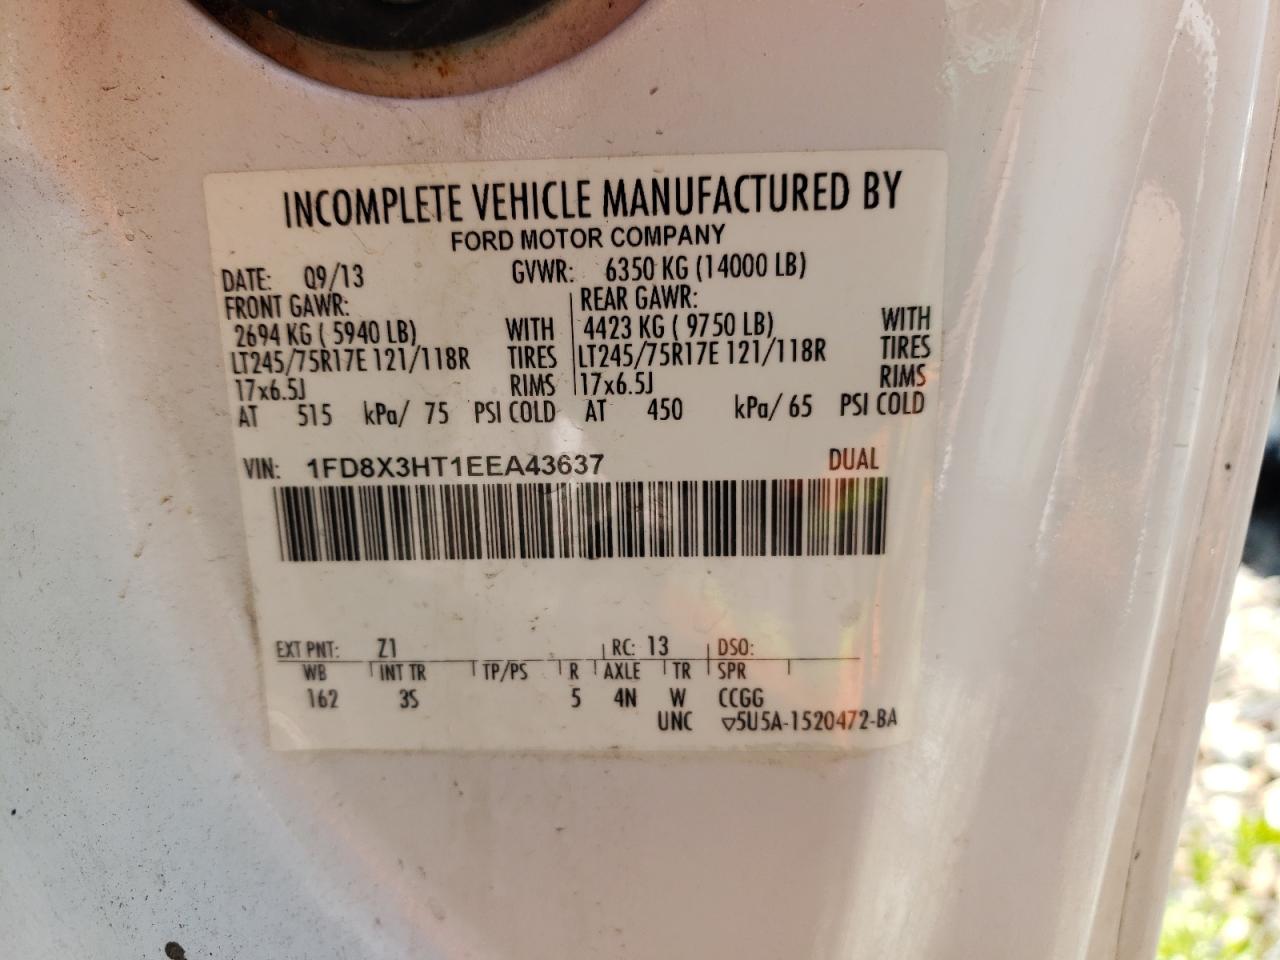 INCOMPLETE VEHICLE MANUFACTURED BY
FORD MOTOR COMPANY
DATE: 09/13 GVWR: 6350 KG (14000 LB)
FRONT GAWR: REAR GAWR:
2694 KG ( 5940 LB) WITH 4423 KG ( 9750 LB) WITH
LT245/75R17E 121/118R TIRES LT245/75R17E 121/118R TIRES
17x6.5J RIMS 17x6.5J RIMS
AT 515 kPa/ 75 PSI COLD AT 450 kPa/ 65 PSI COLD
VIN: 1FD8X3HT1EEA43637 DUAL
EXT PNT: Z1 RC: 13 DSO:
WB INT TR TP/PS R AXLE TR SPR
162 3S 5 4N W CCGG
UNC ▽5U5A-1520472-BA